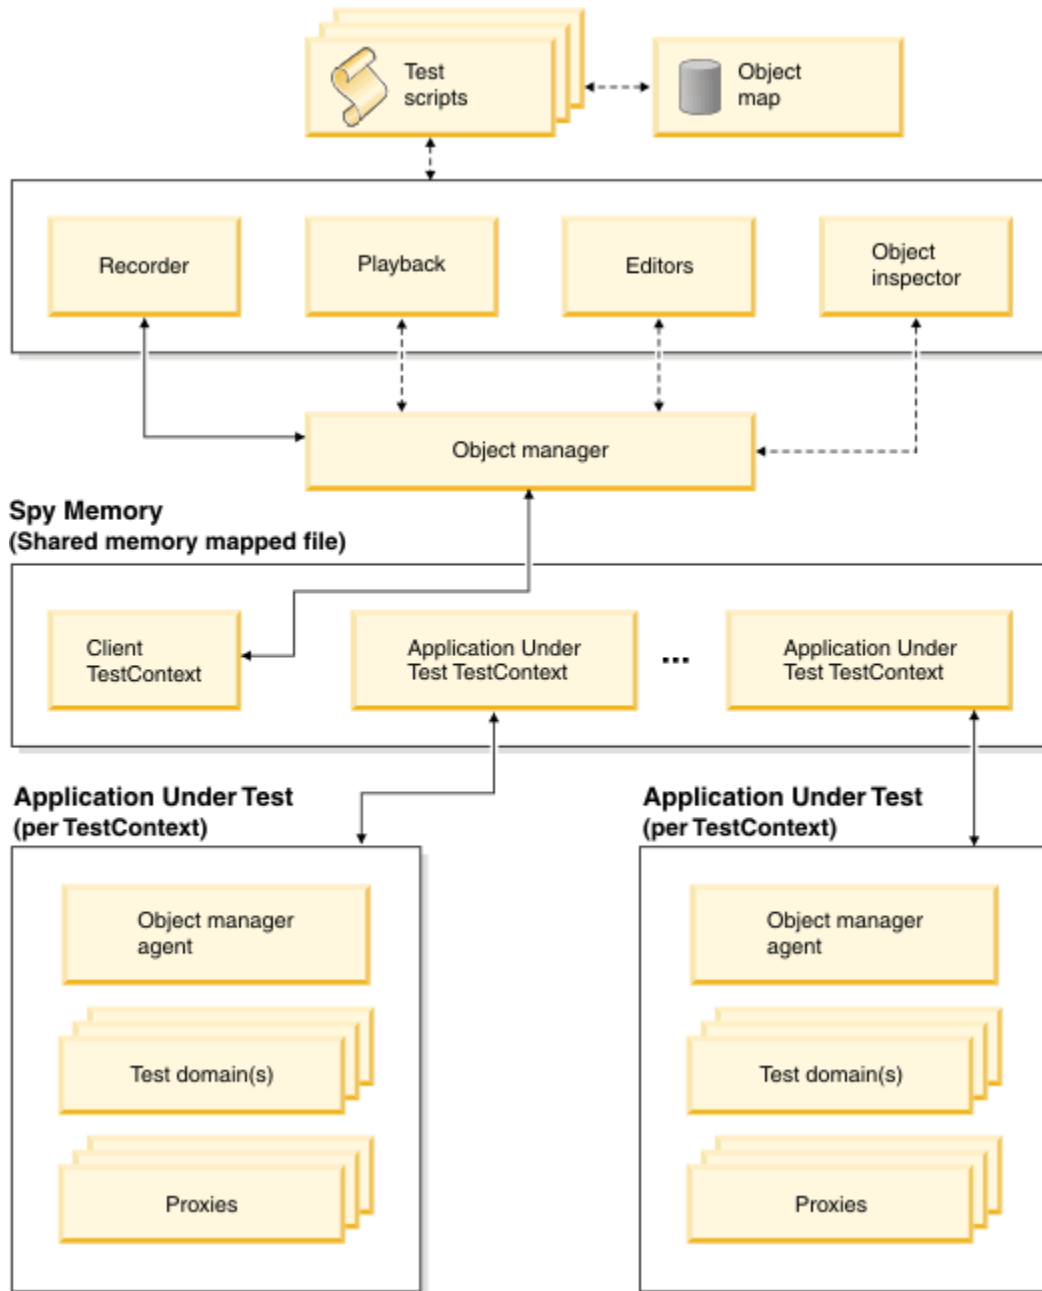 Test
scripts
Object
map
Recorder
Playback
Editors
Object
inspector
Object manager
Spy Memory
(Shared memory mapped file)
Client
TestContext
Application Under
Test TestContext
...
Application Under
Test TestContext
Application Under Test
(per TestContext)
Application Under Test
(per TestContext)
Object manager
agent
Test domain(s)
Proxies
Object manager
agent
Test domain(s)
Proxies